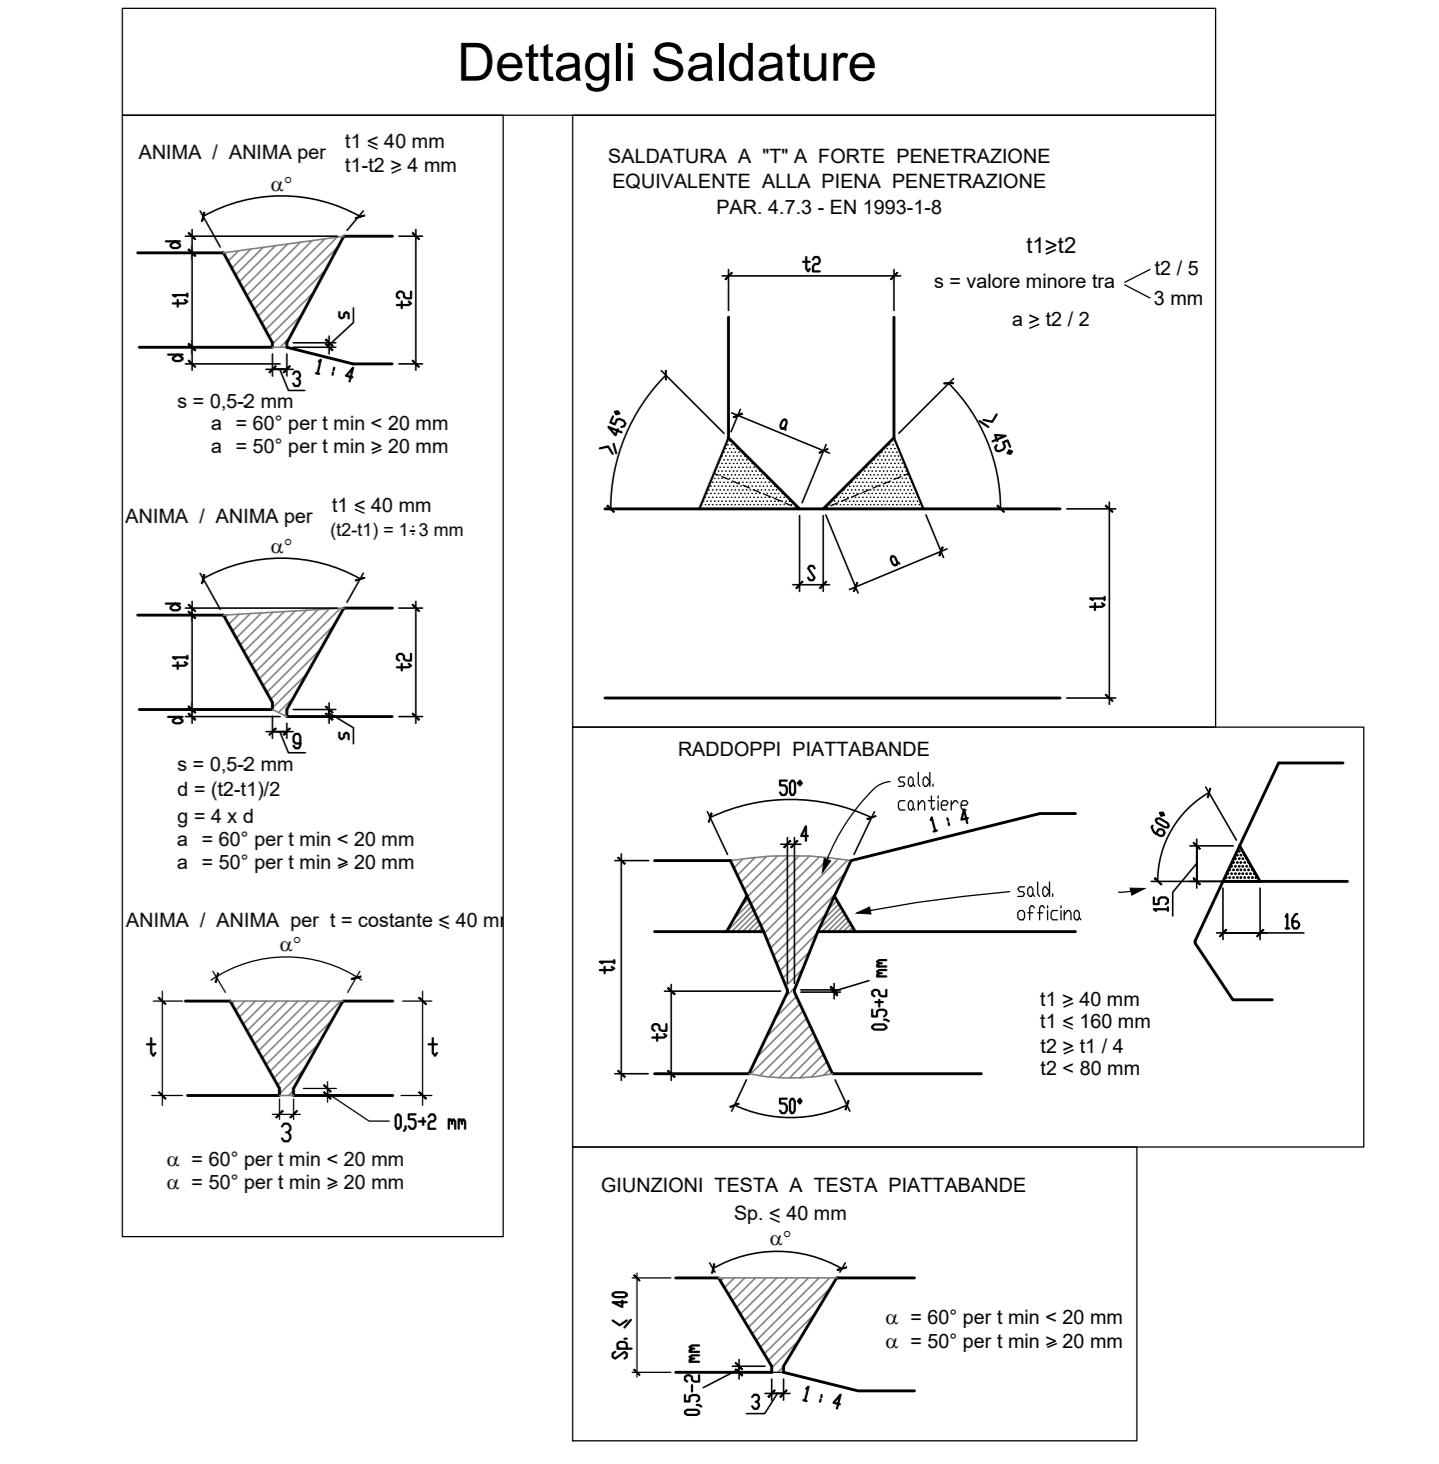 Dettagli Saldature
ANIMA / ANIMA per
t1 ⩽ 40 mm
t1-t2 ⩾ 4 mm
α°
d
t1
d
t2
s
3
1 : 4
s = 0,5-2 mm
a = 60° per t min < 20 mm
a = 50° per t min ⩾ 20 mm
ANIMA / ANIMA per
t1 ⩽ 40 mm
(t2-t1) = 1÷3 mm
α°
d
t1
d
t2
g
s
s = 0,5-2 mm
d = (t2-t1)/2
g = 4 x d
a = 60° per t min < 20 mm
a = 50° per t min ⩾ 20 mm
ANIMA / ANIMA per t = costante ⩽ 40 m
α°
t
t
3
0,5÷2 mm
α = 60° per t min < 20 mm
α = 50° per t min ⩾ 20 mm
SALDATURA A "T" A FORTE PENETRAZIONE
EQUIVALENTE ALLA PIENA PENETRAZIONE
PAR. 4.7.3 - EN 1993-1-8
t1⩾t2
s = valore minore tra
t2 / 5
3 mm
a ⩾ t2 / 2
t2
⩾ 45°
a
⩾ 45°
S
a
t1
RADDOPPI PIATTABANDE
50°
sald.
cantiere
1 : 4
4
sald.
officina
t1
t2
0,5÷2 mm
50°
60°
15
16
t1 ⩾ 40 mm
t1 ⩽ 160 mm
t2 ⩾ t1 / 4
t2 < 80 mm
GIUNZIONI TESTA A TESTA PIATTABANDE
Sp. ⩽ 40 mm
α°
Sp. ⩽ 40
0,5-2 mm
3
1 : 4
α = 60° per t min < 20 mm
α = 50° per t min ⩾ 20 mm